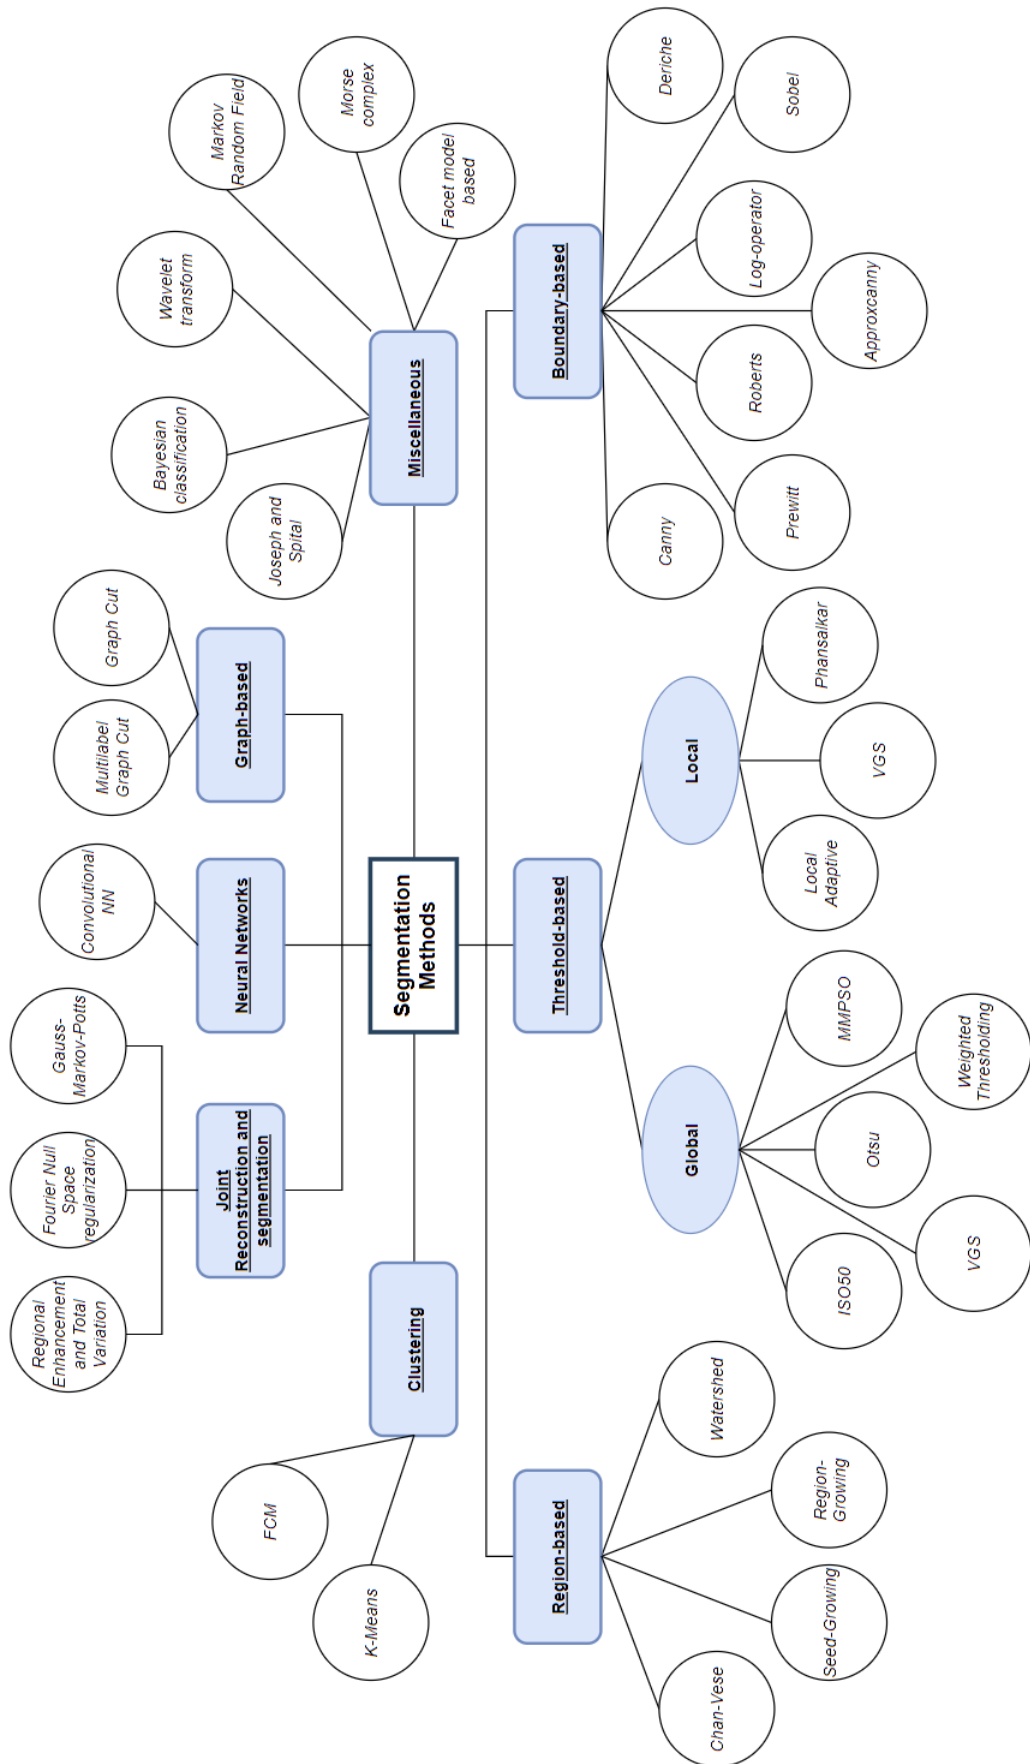 Regional
Enhancement
and Total
Variation
Fourier Null
Space
regularization
Gauss-
Markov-Potts
Convolutional
NN
Multilabel
Graph Cut
Graph Cut
Bayesian
classification
Wavelet
transform
Markov
Random Field
Joseph and
Spital
Morse
complex
Facet model
based
FCM
K-Means
Joint
Reconstruction and
segmentation
Neural Networks
Graph-based
Clustering
Segmentation
Methods
Miscellaneous
Region-based
Threshold-based
Boundary-based
Global
Local
Chan-Vese
Seed-Growing
Region-
Growing
Watershed
ISO50
VGS
Otsu
Weighted
Thresholding
MMPSO
Local
Adaptive
VGS
Phansalkar
Canny
Prewitt
Roberts
Approxcanny
Log-operator
Sobel
Deriche